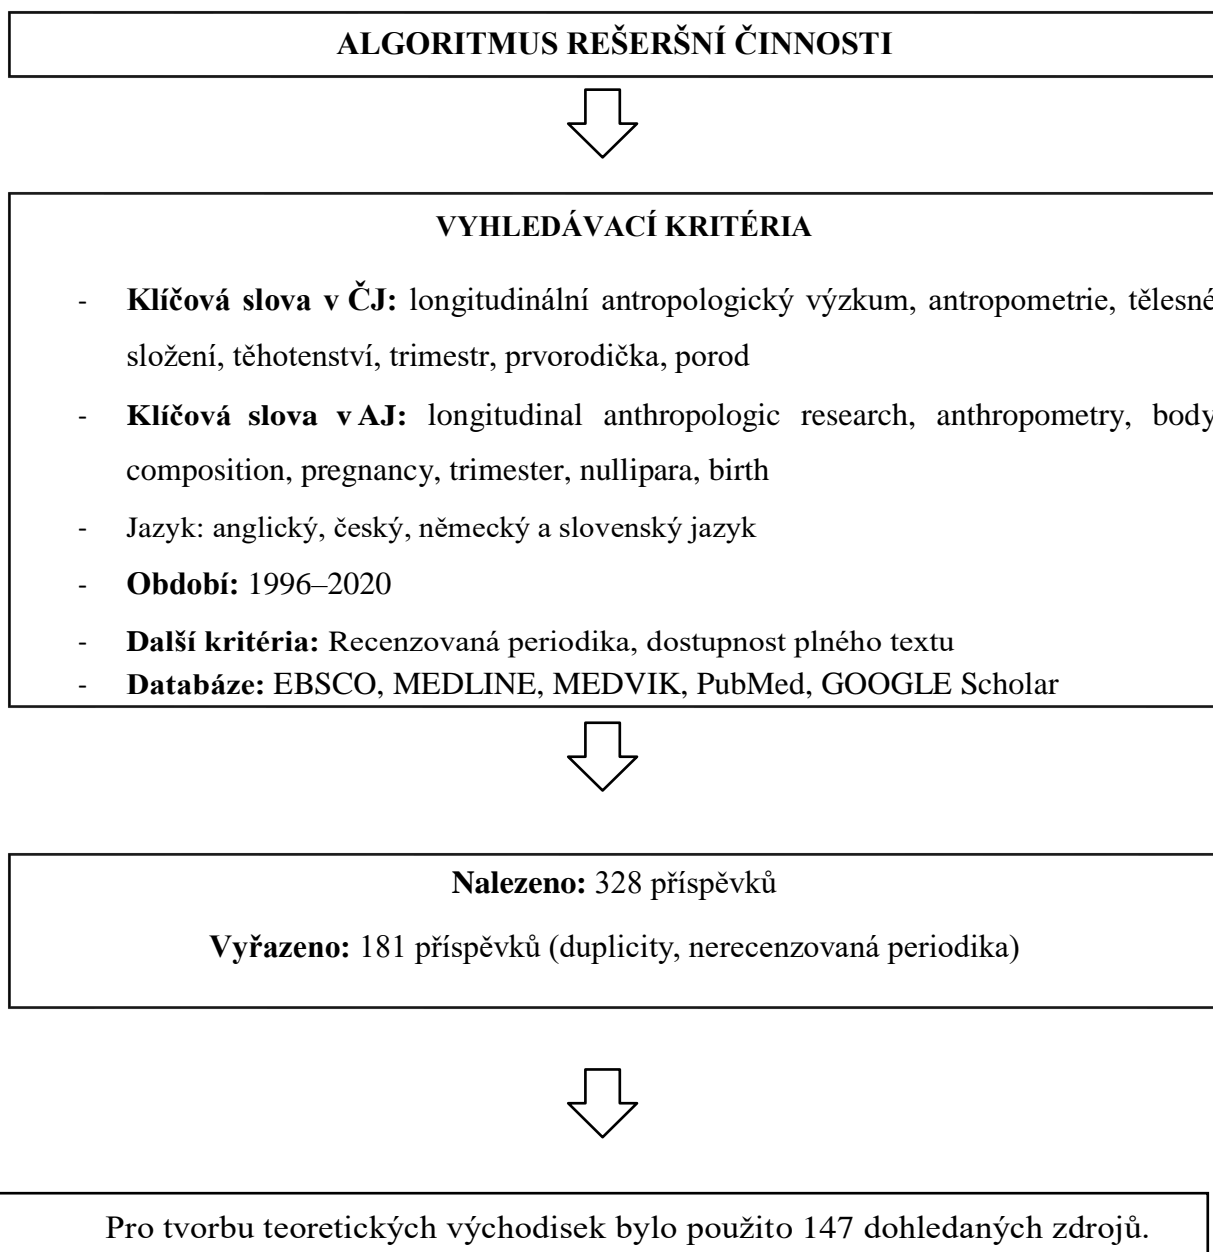 ALGORITMUS REŠERŠNÍ ČINNOSTI
VYHLEDÁVACÍ KRITÉRIA
- Klíčová slova v ČJ: longitudinální antropologický výzkum, antropometrie, tělesné
složení, těhotenství, trimestr, prvorodička, porod
- Klíčová slova v AJ: longitudinal anthropologic research, anthropometry, body
composition, pregnancy, trimester, nullipara, birth
- Jazyk: anglický, český, německý a slovenský jazyk
- Období: 1996–2020
- Další kritéria: Recenzovaná periodika, dostupnost plného textu
- Databáze: EBSCO, MEDLINE, MEDVIK, PubMed, GOOGLE Scholar
Nalezeno: 328 příspěvků
Vyřazeno: 181 příspěvků (duplicity, nerecenzovaná periodika)
Pro tvorbu teoretických východisek bylo použito 147 dohledaných zdrojů.